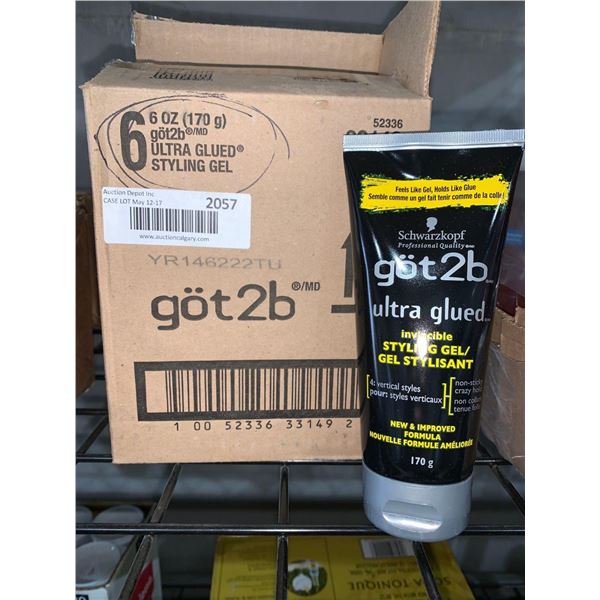 6
6 OZ (170 g)
göt2b®/MD
ULTRA GLUED®
STYLING GEL
52336
Auction Depot Inc
CASE LOT May 12-17
2057
www.auctioncalgary.com
YR146222TU
göt2b®/MD
1 00 52336 33149 2
Feels Like Gel, Holds Like Glue
Semble comme un gel fait tenir comme de la colle
Schwarzkopf
Professional Quality
göt2b
ultra glued
invincible
STYLING GEL/
GEL STYLISANT
4: vertical styles
pour: styles verticaux
non-sticky
crazy
non
tenue
NEW & IMPROVED
FORMULA
NOUVELLE FORMULE AMÉLIORÉE
170 g
TONIQUE